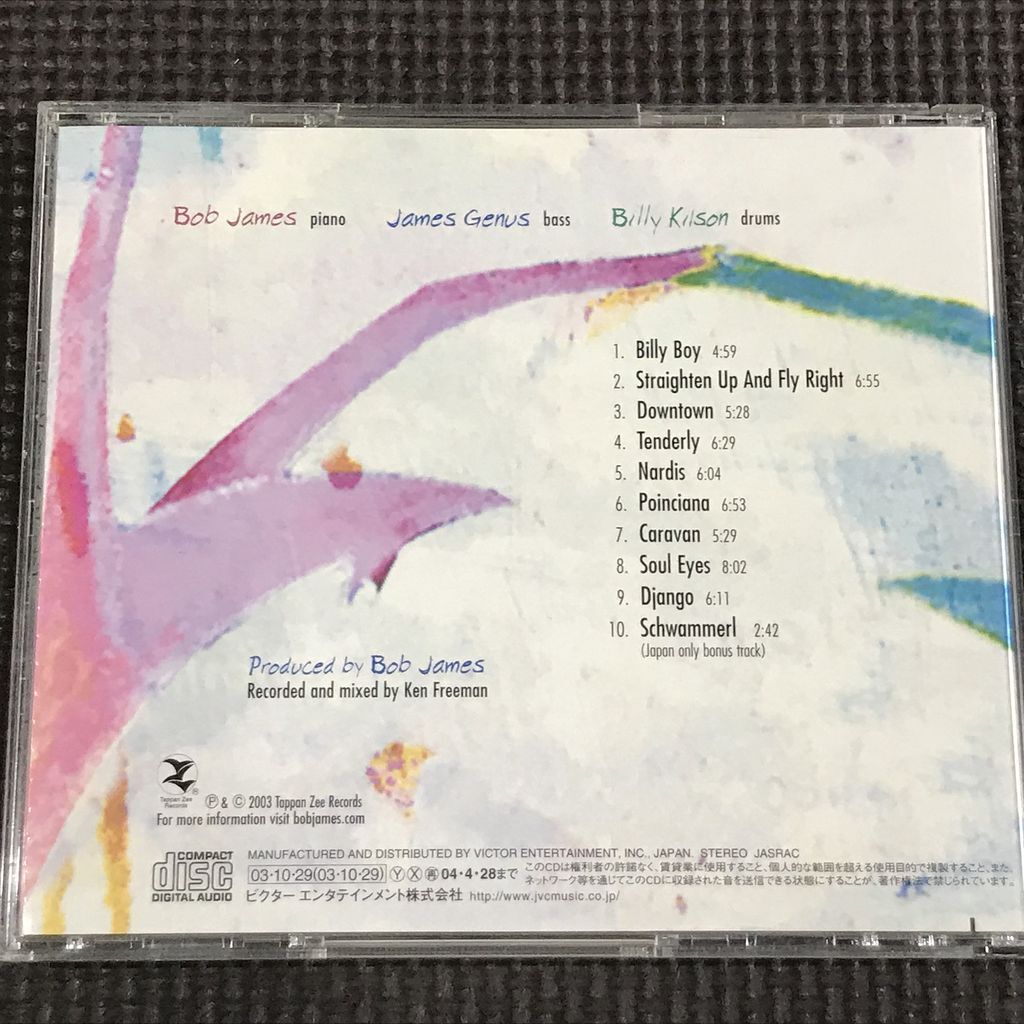 Bob James piano James Genus bass Billy Kilson drums
1. Billy Boy 4:59
2. Straighten Up And Fly Right 6:55
3. Downtown 5:28
4. Tenderly 6:29
5. Nardis 6:04
6. Poinciana 6:53
7. Caravan 5:29
8. Soul Eyes 8:02
9. Django 6:11
10. Schwammerl 2:42
(Japan only bonus track)
Produced by Bob James
Recorded and mixed by Ken Freeman
Tappan Zee
Records
®
Ⓟ & © 2003 Tappan Zee Records
For more information visit bobjames.com
COMPACT
disc
DIGITAL AUDIO
MANUFACTURED AND DISTRIBUTED BY VICTOR ENTERTAINMENT, INC., JAPAN. STEREO JASRAC
03·10·29(03·10·29) Ⓨ Ⓧ 再 04·4·28まで
ビクター エンタテインメント株式会社 http://www.jvcmusic.co.jp/
このCDは権利者の許諾なく、賃貸業に使用すること、個人的な範囲を超える使用目的で複製すること、また、
ネットワーク等を通じてこのCDに収録された音を送信できる状態にすることが、著作権法で禁じられています。